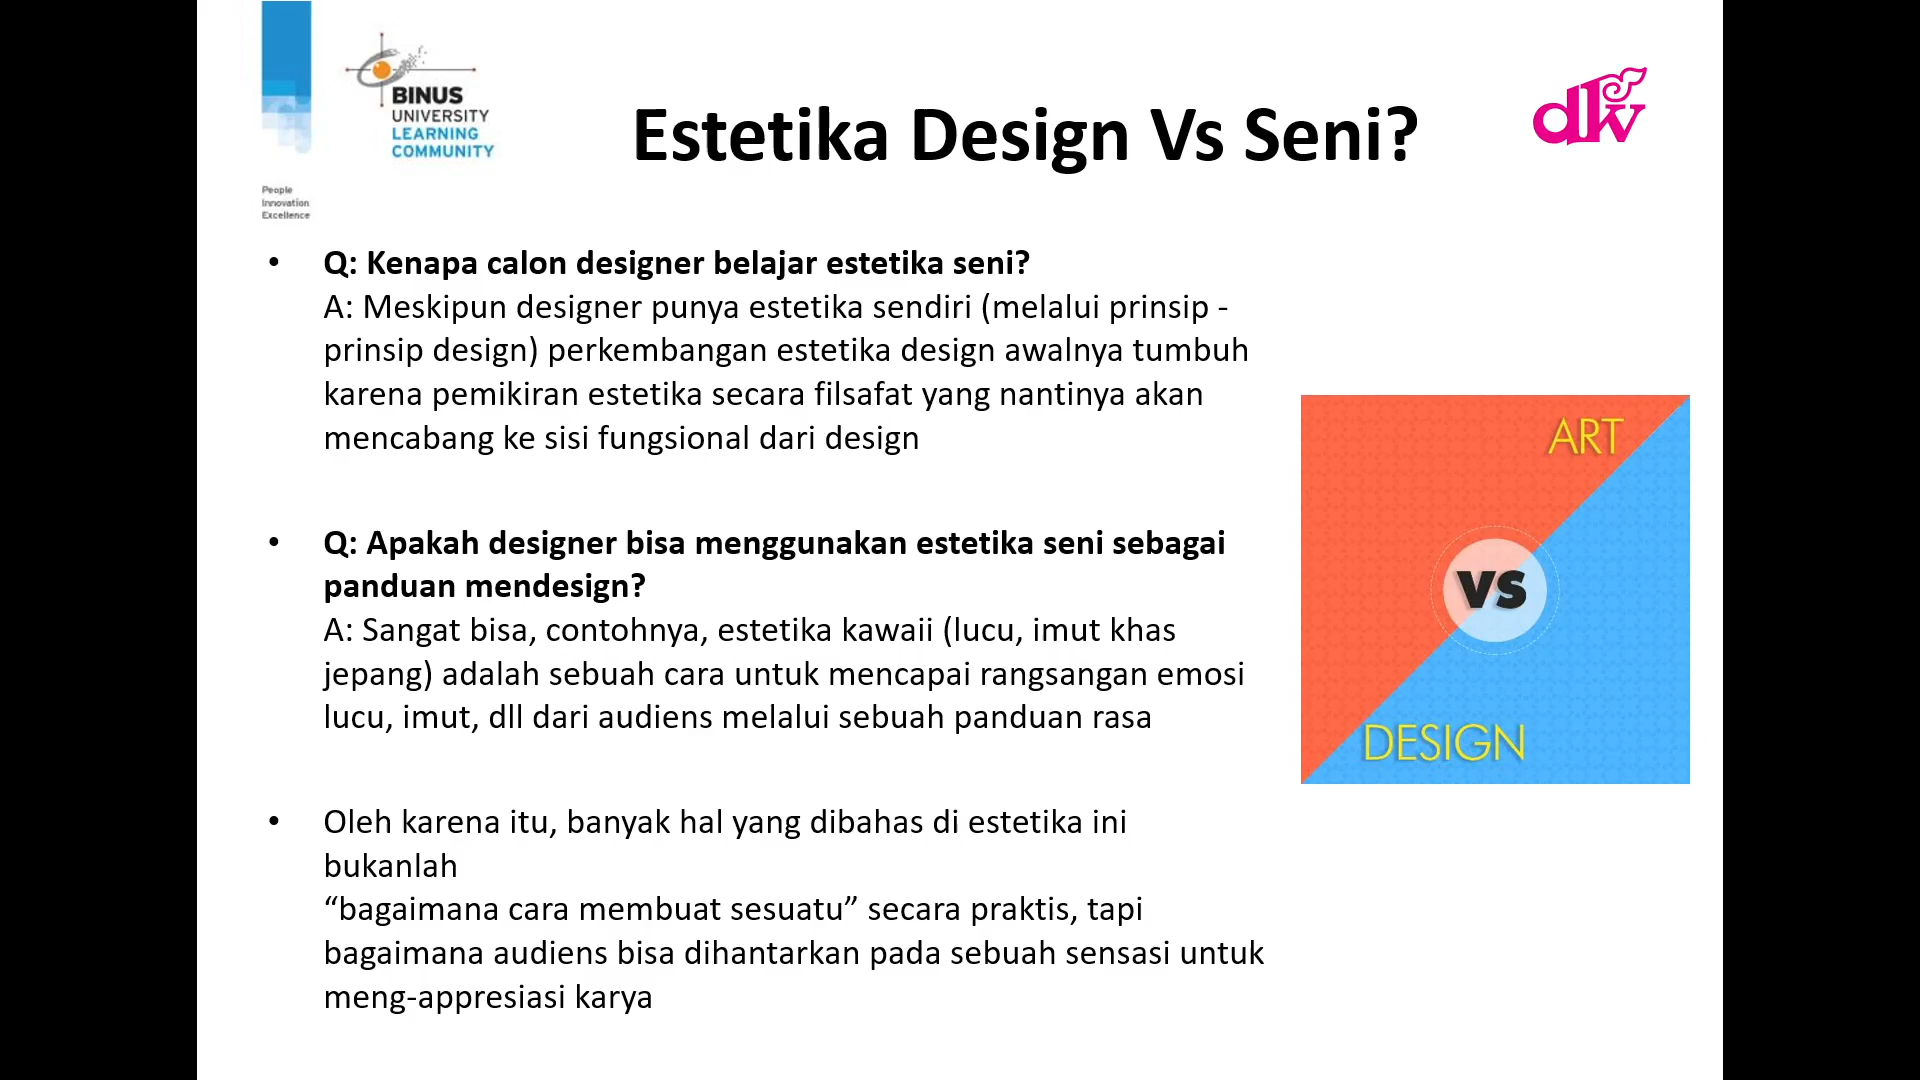 BINUS
UNIVERSITY
LEARNING
COMMUNITY
People
Innovation
Excellence
Estetika Design Vs Seni?
dkv
• Q: Kenapa calon designer belajar estetika seni?
A: Meskipun designer punya estetika sendiri (melalui prinsip -
prinsip design) perkembangan estetika design awalnya tumbuh
karena pemikiran estetika secara filsafat yang nantinya akan
mencabang ke sisi fungsional dari design
• Q: Apakah designer bisa menggunakan estetika seni sebagai
panduan mendesign?
A: Sangat bisa, contohnya, estetika kawaii (lucu, imut khas
jepang) adalah sebuah cara untuk mencapai rangsangan emosi
lucu, imut, dll dari audiens melalui sebuah panduan rasa
• Oleh karena itu, banyak hal yang dibahas di estetika ini
bukanlah
“bagaimana cara membuat sesuatu” secara praktis, tapi
bagaimana audiens bisa dihantarkan pada sebuah sensasi untuk
meng-appresiasi karya
ART
VS
DESIGN